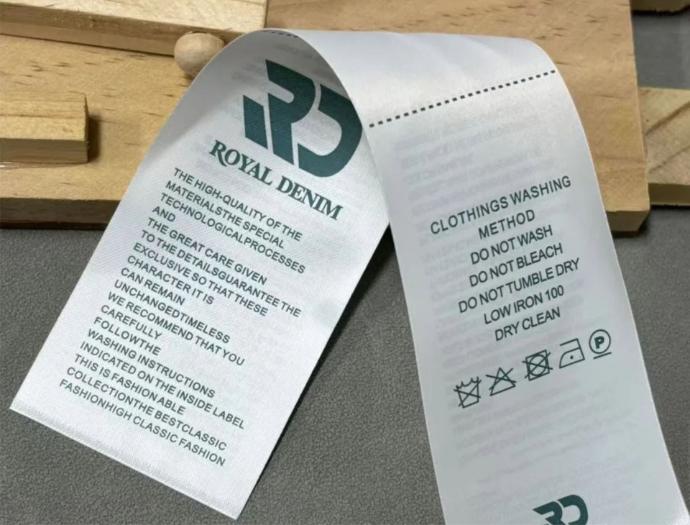 RD
ROYAL DENIM
THE HIGH-QUALITY OF THE
MATERIALSTHE SPECIAL
TECHNOLOGICALPROCESSES
AND
THE GREAT CARE GIVEN
TO THE DETAILSGUARANTEE THE
EXCLUSIVE SO THAT THESE
CHARACTER IT IS
CAN REMAIN
UNCHANGEDTIMELESS
WE RECOMMEND THAT YOU
CAREFULLY
FOLLOWTHE
WASHING INSTRUCTIONS
INDICATED ON THE INSIDE LABEL
THIS IS FASHIONABLE
COLLECTIONTHE BESTCLASSIC
FASHIONHIGH CLASSIC FASHION
CLOTHINGS WASHING
METHOD
DO NOT WASH
DO NOT BLEACH
DO NOT TUMBLE DRY
LOW IRON 100
DRY CLEAN
P
RD